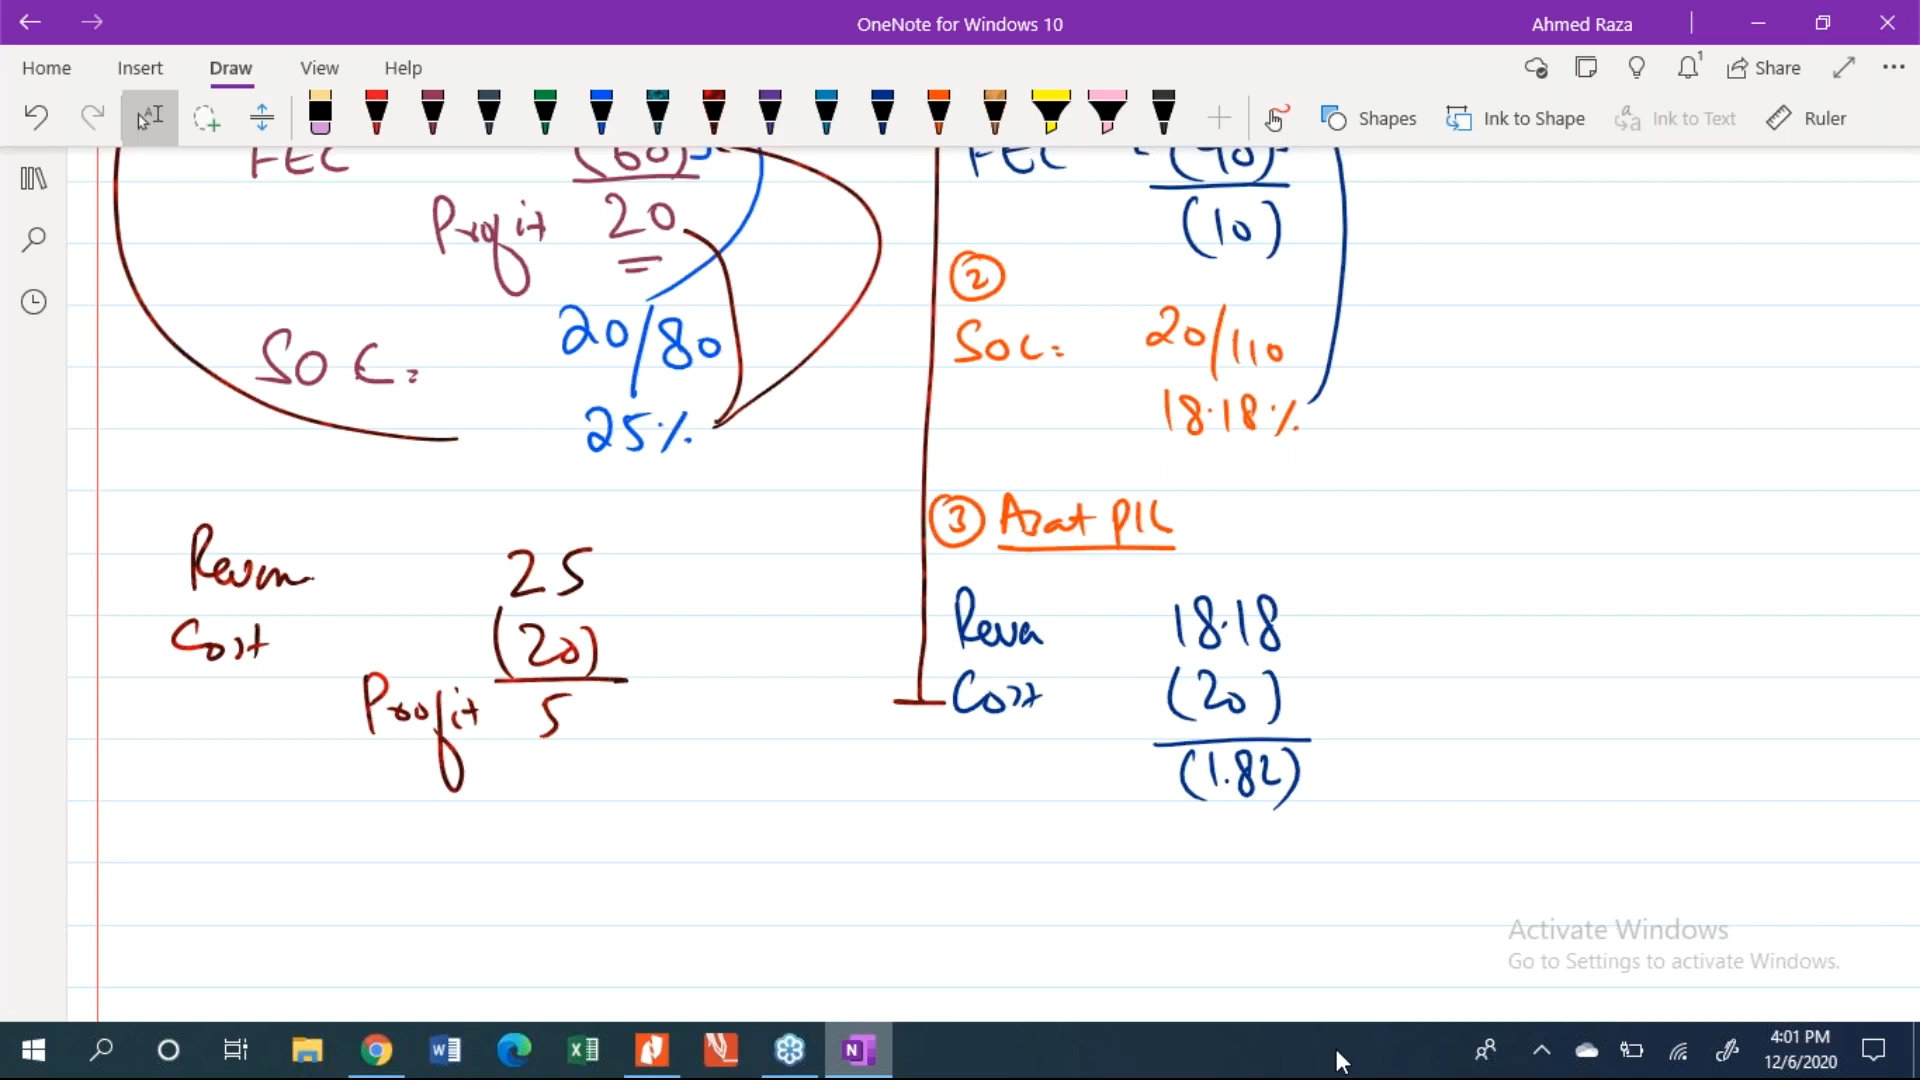 OneNote for Windows 10
Ahmed Raza
Home Insert Draw View Help
1
Share
Shapes
Ink to Shape
Ink to Text
Ruler
FEC (60)
Profit 20
20/80
SOC =
25%
FEC
(10)
2
SOC = 20/110
18.18%
3
25
Cost (20)
Profit 5
18.18
Cost (20)
(1.82)
Activate Windows
Go to Settings to activate Windows.
4:01 PM
12/6/2020